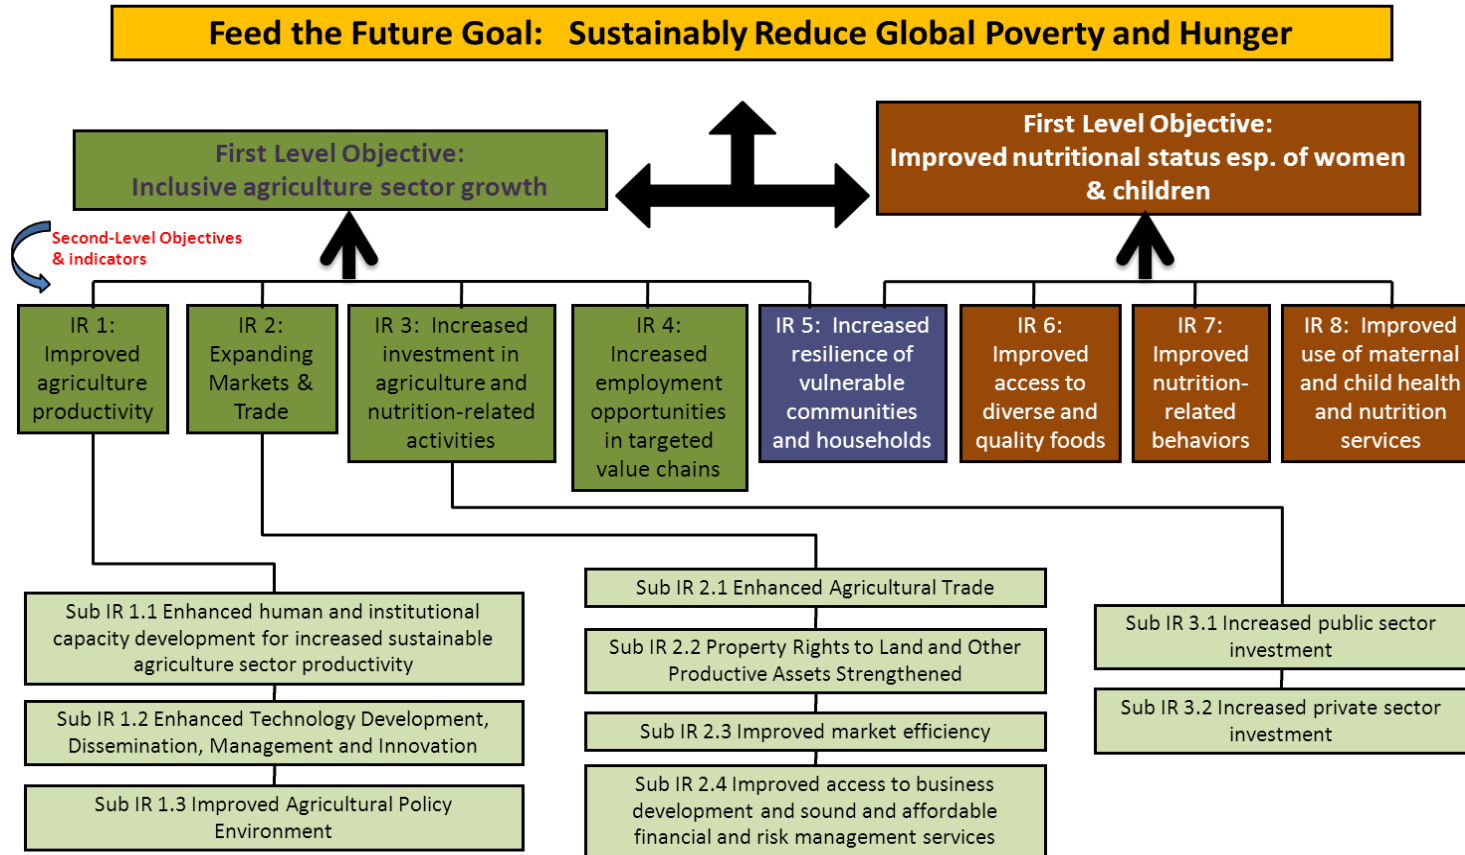 Feed the Future Goal:   Sustainably Reduce Global Poverty and Hunger
First Level Objective:
Inclusive agriculture sector growth
First Level Objective:
Improved nutritional status esp. of women
& children
Second-Level Objectives
& indicators
IR 1:
Improved
agriculture
productivity
IR 2:
Expanding
Markets &
Trade
IR 3:  Increased
investment in
agriculture and
nutrition-related
activities
IR 4:
Increased
employment
opportunities
in targeted
value chains
IR 5:  Increased
resilience of
vulnerable
communities
and households
IR 6:
Improved
access to
diverse and
quality foods
IR 7:
Improved
nutrition-
related
behaviors
IR 8:  Improved
use of maternal
and child health
and nutrition
services
Sub IR 1.1 Enhanced human and institutional
capacity development for increased sustainable
agriculture sector productivity
Sub IR 1.2 Enhanced Technology Development,
Dissemination, Management and Innovation
Sub IR 1.3 Improved Agricultural Policy
Environment
Sub IR 2.1 Enhanced Agricultural Trade
Sub IR 2.2 Property Rights to Land and Other
Productive Assets Strengthened
Sub IR 2.3 Improved market efficiency
Sub IR 2.4 Improved access to business
development and sound and affordable
financial and risk management services
Sub IR 3.1 Increased public sector
investment
Sub IR 3.2 Increased private sector
investment